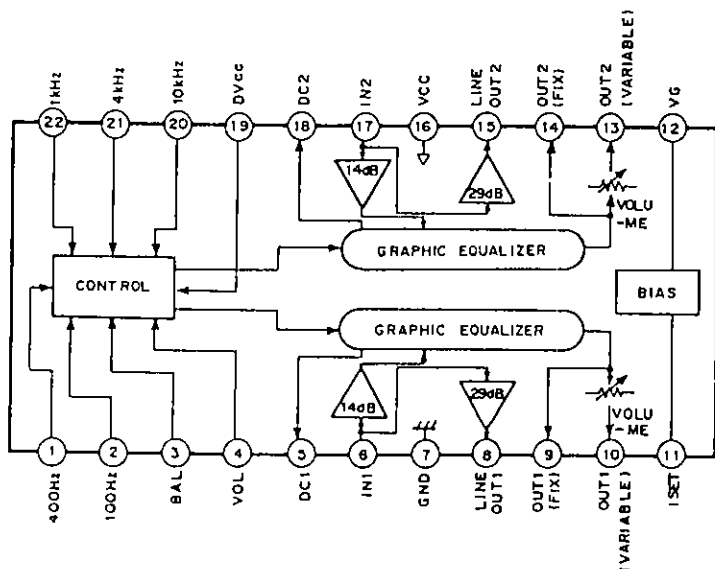 1kHz
4kHz
10kHz
DVcc
DC2
IN2
VCC
LINE
OUT2
OUT2
(FIX)
OUT2
(VARIABLE)
VG
22
21
20
19
18
17
16
15
14
13
12
14dB
29dB
VOLU
-ME
GRAPHIC EQUALIZER
CONTROL
BIAS
GRAPHIC EQUALIZER
14dB
29dB
VOLU
-ME
1
2
3
4
5
6
7
8
9
10
11
400Hz
100Hz
BAL
VOL
DC1
IN1
GND
LINE
OUT1
OUT1
(FIX)
OUT1
(VARIABLE)
ISET